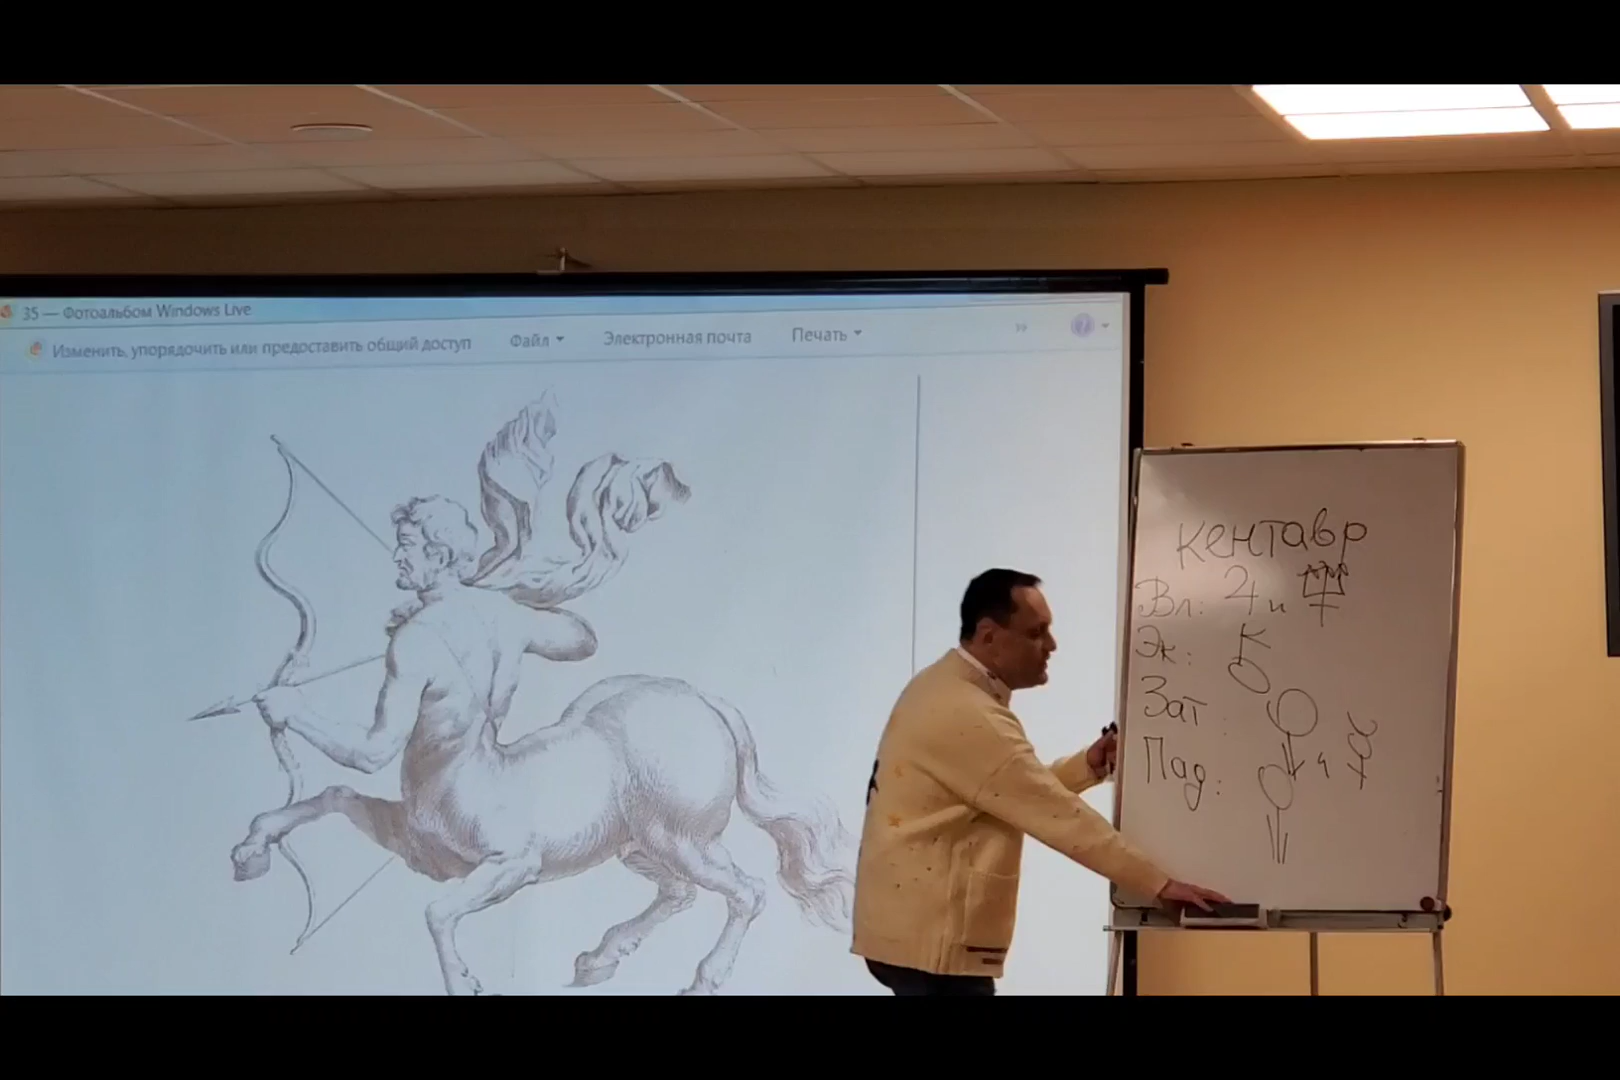 35 — Фотоальбом Windows Live
Изменить, упорядочить или предоставить общий доступ Файл Электронная почта Печать »
кентавр
Вл: ♃ и
Эк:
Зат:
Пад: